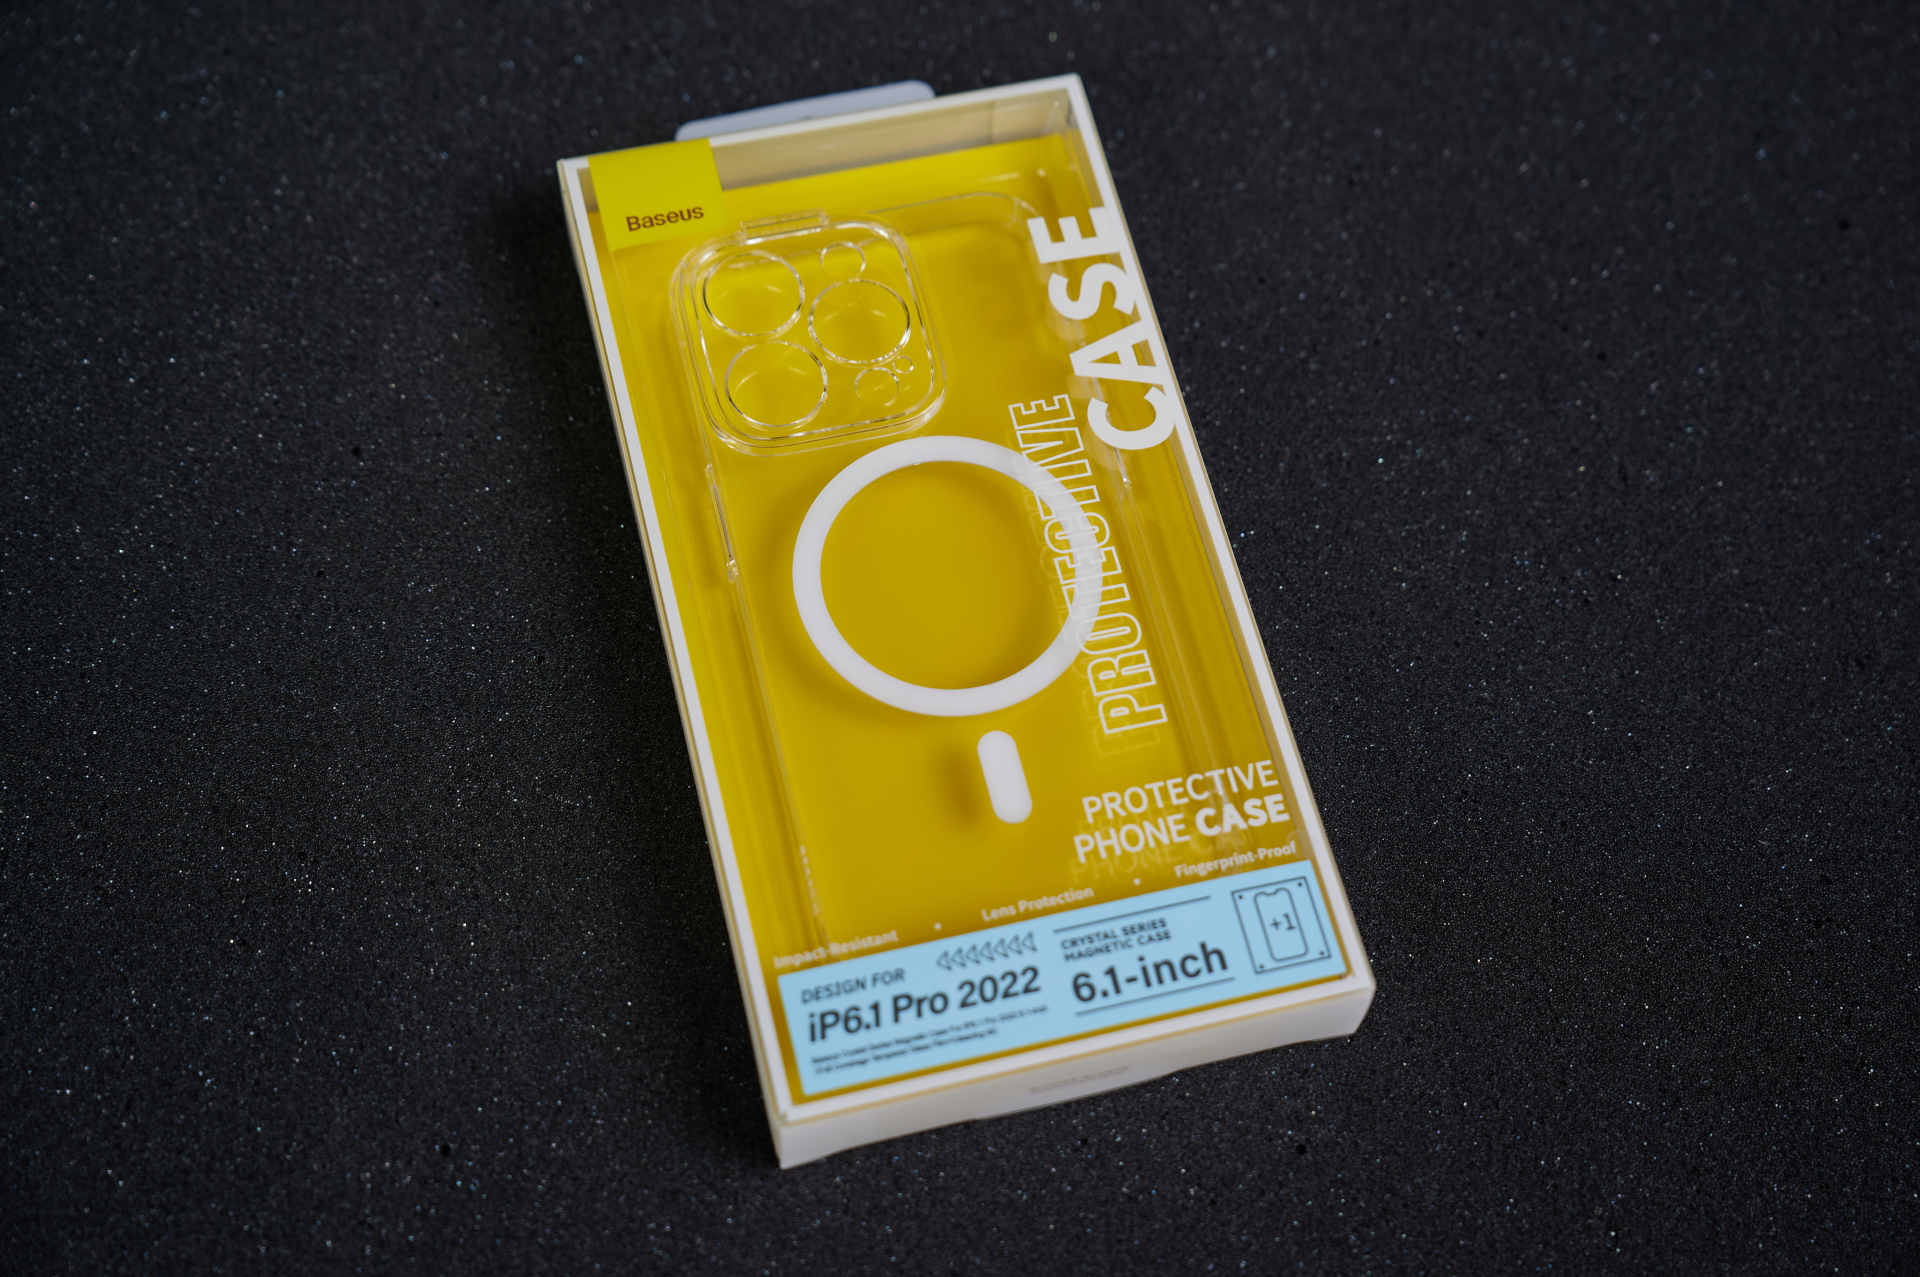 Baseus
CASE
PROTECTIVE
PROTECTIVE
PHONE CASE
Impact-Resistant • Lens Protection • Fingerprint-Proof
DESIGN FOR
iP6.1 Pro 2022
CRYSTAL SERIES
MAGNETIC CASE
6.1-inch
+1